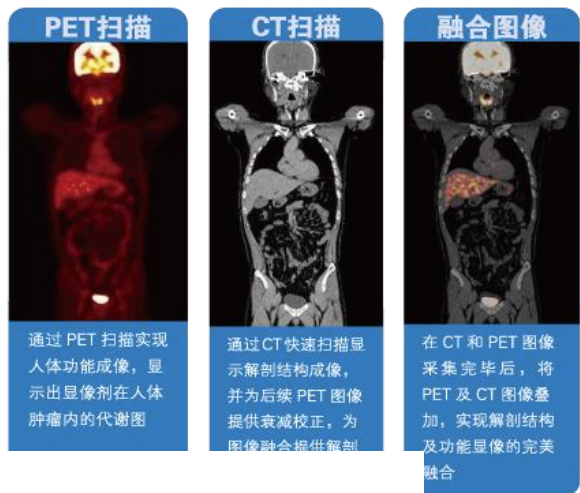 PET扫描
通过 PET 扫描实现
人体功能成像，显
示出显像剂在人体
肿瘤内的代谢图
CT扫描
通过CT快速扫描显
示解剖结构成像，
并为后续 PET 图像
提供衰减校正，为
图像融合提供解剖
融合图像
在 CT 和 PET 图像
采集完毕后，将
PET 及 CT 图像叠
加，实现解剖结构
及功能显像的完美
融合